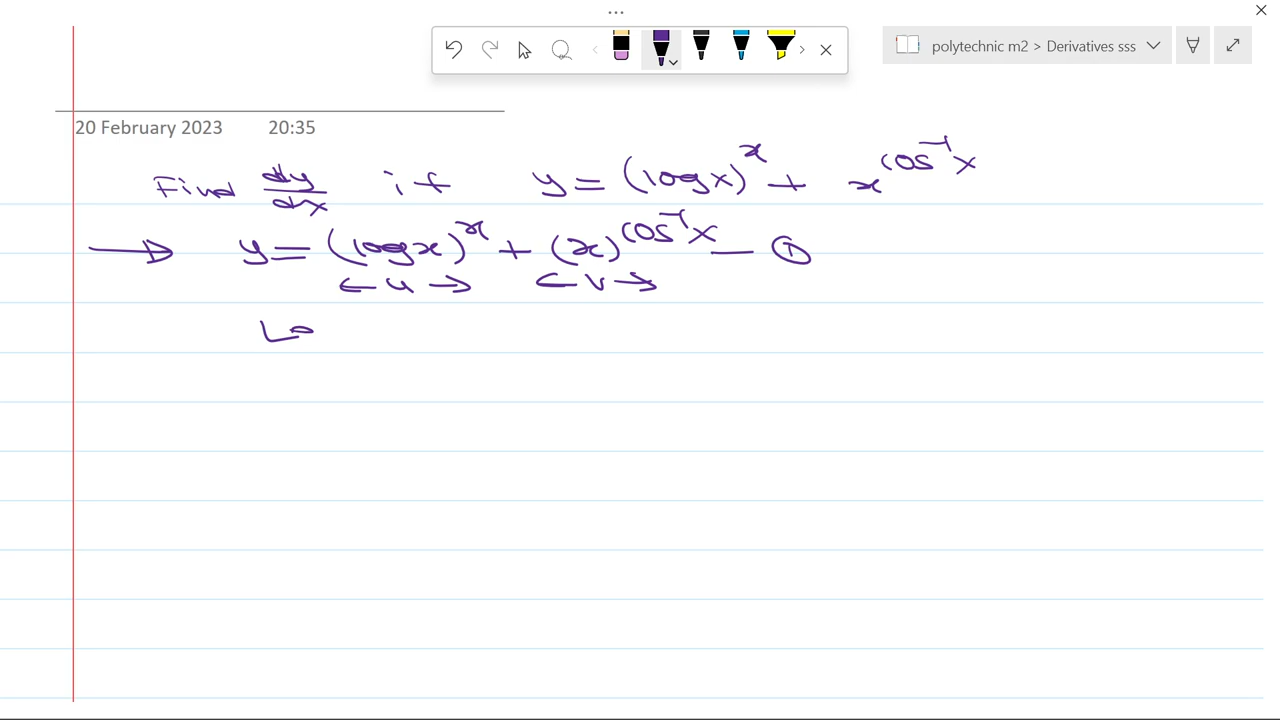 polytechnic m2 > Derivatives sss
20 February 2023 20:35
Find dy/dx if y = (log x)^x + x^(cos⁻¹x)
→ y = (log x)^x + (x)^(cos⁻¹x) — ①
← u → ← v →
Le